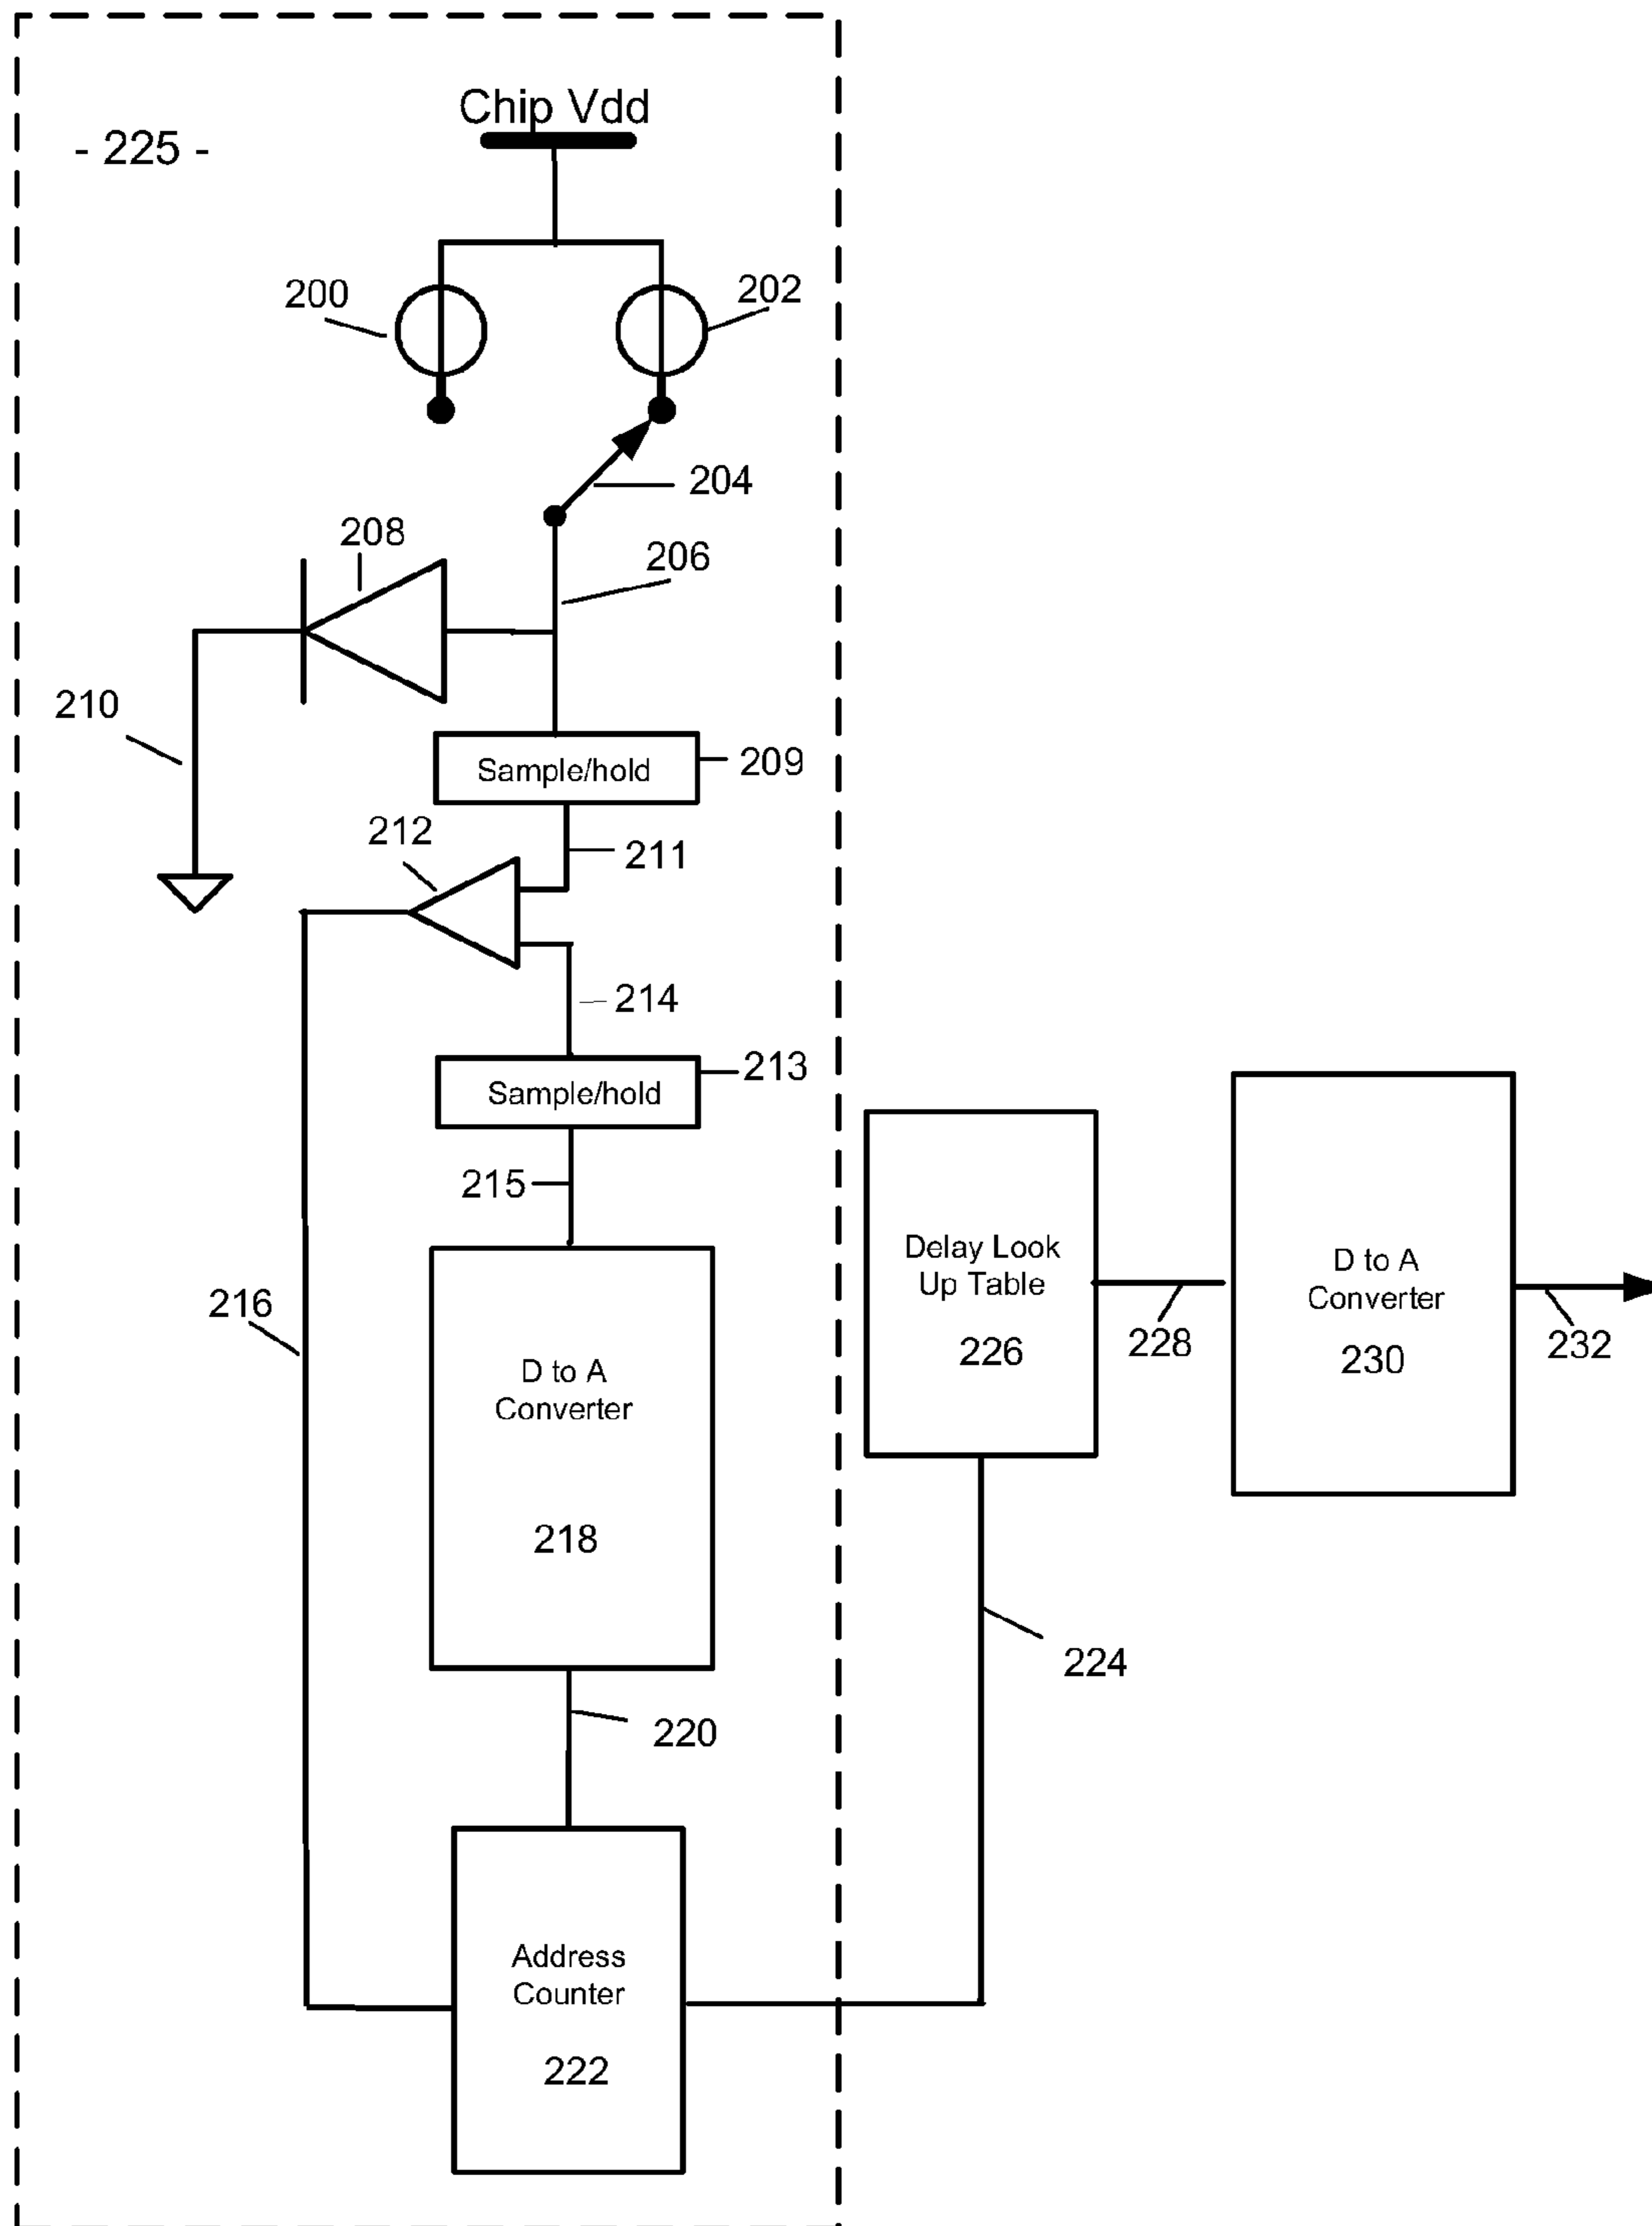 Chip Vdd
- 225 -
200
202
204
208
206
210
209
Sample/hold
212
211
214
213
Sample/hold
215
216
D to A
Converter
218
Delay Look
Up Table
226
228
D to A
Converter
230
232
224
220
Address
Counter
222